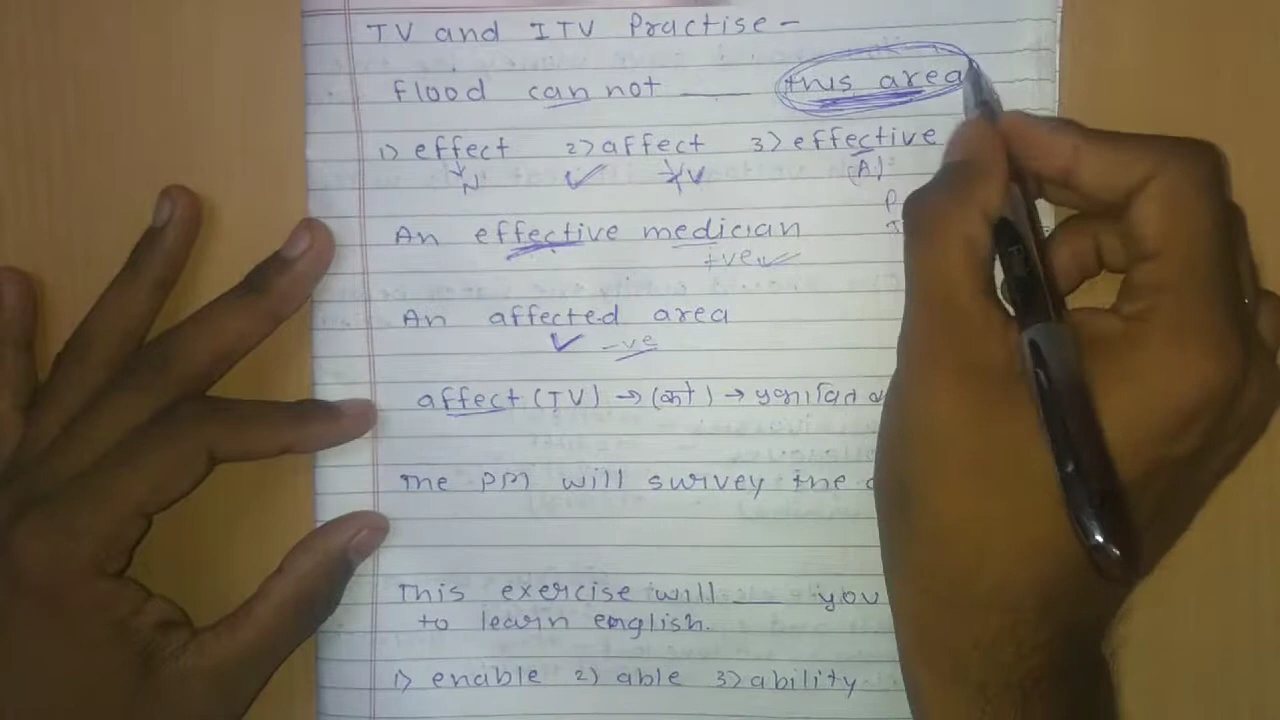 TV and ITV Practise -
Flood can not ____ this area
1) effect 2) affect 3) effective
N ✓ V (A)
An effective medician
+ve ✓
An affected area
✓ -ve
affect (TV) → (को) →
The PM will survey the
This exercise will ___ you
to learn english.
1) enable 2) able 3) ability